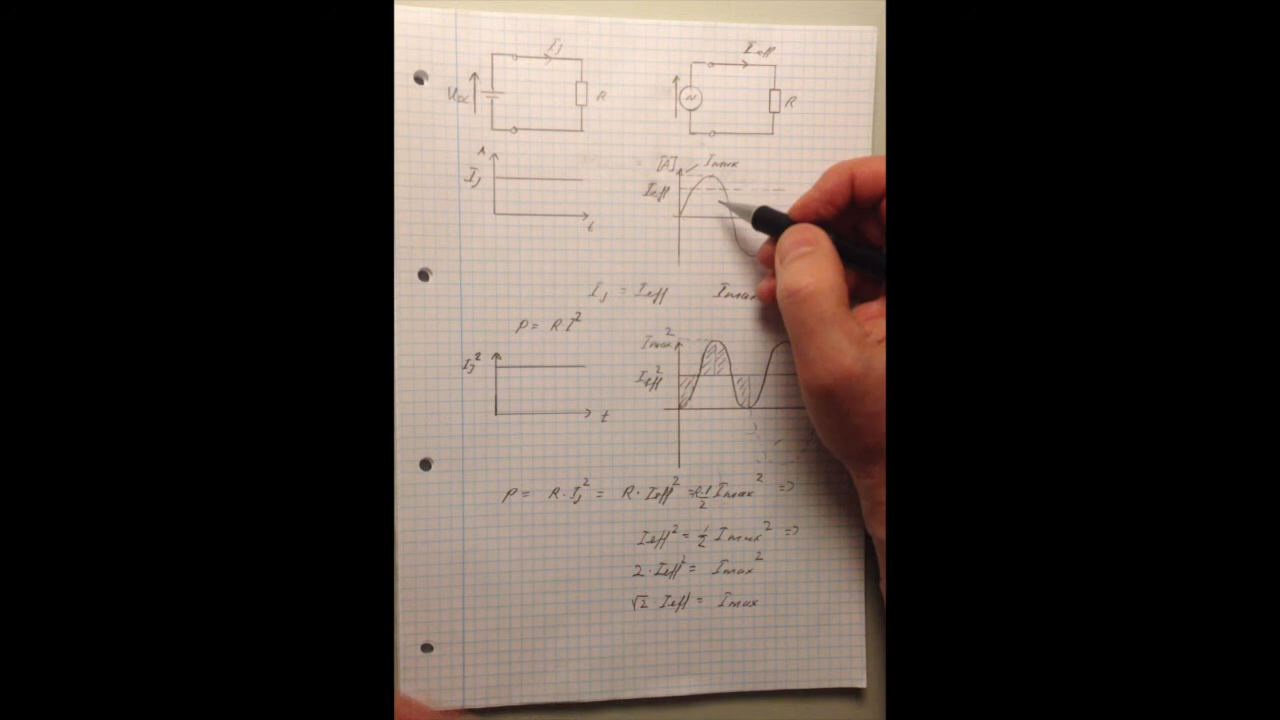 IJ Ieff
UDC R R
A [A] Imax
IJ Ieff
t
IJ = Ieff Imax
P = R I²
Imax²
IJ² Ieff²
t
P = R · IJ² = R · Ieff² = R·1/2 Imax² =>
Ieff² = 1/2 Imax² =>
2 · Ieff² = Imax²
√2 · Ieff = Imax